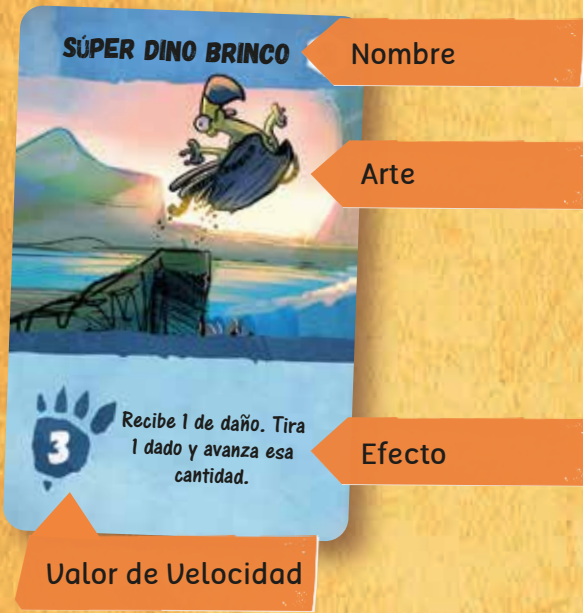 SÚPER DINO BRINCO
Nombre
Arte
3
Recibe 1 de daño. Tira
1 dado y avanza esa
cantidad.
Efecto
Valor de Velocidad